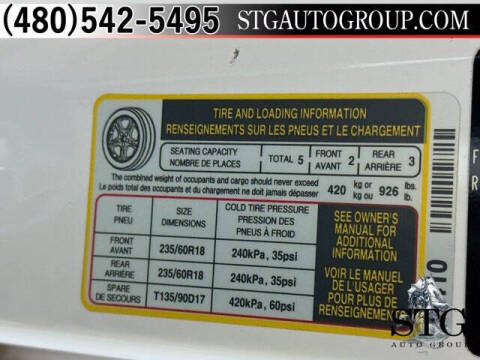 (480) 542-5495 STGAUTOGROUP.COM
TIRE AND LOADING INFORMATION
RENSEIGNEMENTS SUR LES PNEUS ET LE CHARGEMENT
SEATING CAPACITY
NOMBRE DE PLACES
TOTAL 5
FRONT
AVANT 2
REAR
ARRIÈRE 3
The combined weight of occupants and cargo should never exceed
Le poids total des occupants et du chargement ne doit jamais dépasser
420 kg or kg ou 926 lbs. lb.
TIRE
PNEU
SIZE
DIMENSIONS
COLD TIRE PRESSURE
PRESSION DES
PNEUS À FROID
FRONT
AVANT
235/60R18
240kPa, 35psi
REAR
ARRIÈRE
235/60R18
240kPa, 35psi
SPARE
DE SECOURS
T135/90D17
420kPa, 60psi
SEE OWNER'S
MANUAL FOR
ADDITIONAL
INFORMATION
VOIR LE MANUEL
DE L'USAGER
POUR PLUS DE
RENSEIGNEMENTS
10
F
R
STG
AUTO GROUP